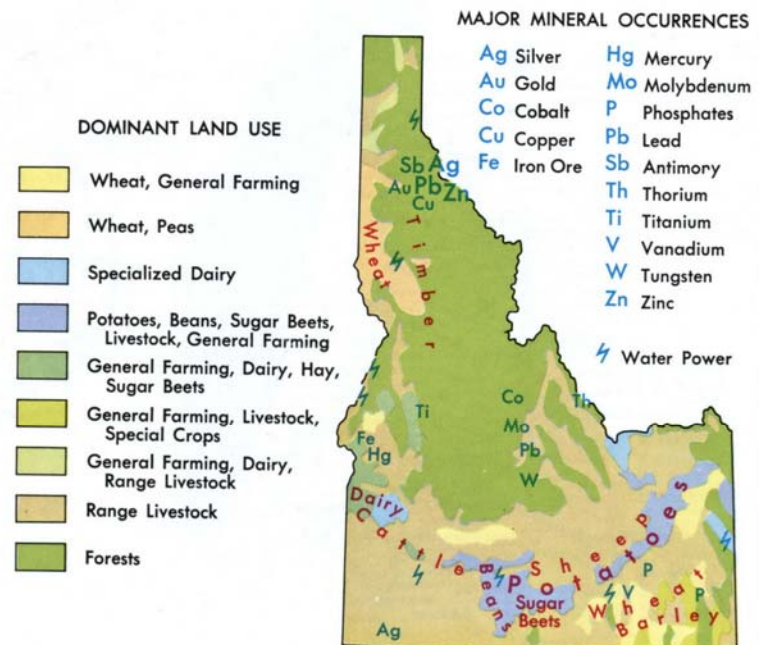 MAJOR MINERAL OCCURRENCES
Ag Silver
Au Gold
Co Cobalt
Cu Copper
Fe Iron Ore
Hg Mercury
Mo Molybdenum
P Phosphates
Pb Lead
Sb Antimony
Th Thorium
Ti Titanium
V Vanadium
W Tungsten
Zn Zinc
Water Power
DOMINANT LAND USE
Wheat, General Farming
Wheat, Peas
Specialized Dairy
Potatoes, Beans, Sugar Beets,
Livestock, General Farming
General Farming, Dairy, Hay,
Sugar Beets
General Farming, Livestock,
Special Crops
General Farming, Dairy,
Range Livestock
Range Livestock
Forests
Sb Ag
Au Pb Zn
Cu
Timber
Wheat
Ti
Co
Th
Mo
Pb
W
Fe
Hg
Dairy
Cattle
Sheep
Potatoes
Beans
Sugar
Beets
P
V
P
Wheat
Barley
Ag